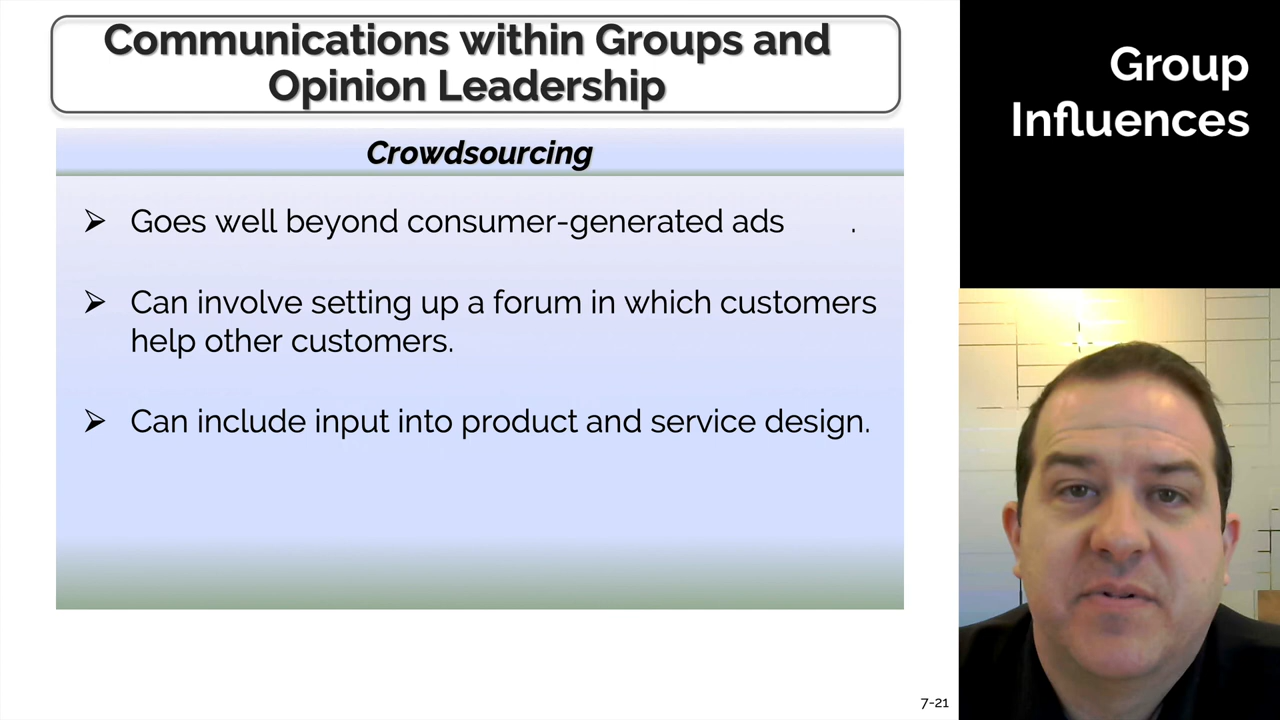 Communications within Groups and
Opinion Leadership
Group
Influences
Crowdsourcing
➢ Goes well beyond consumer-generated ads .
➢ Can involve setting up a forum in which customers
help other customers.
➢ Can include input into product and service design.
7-21